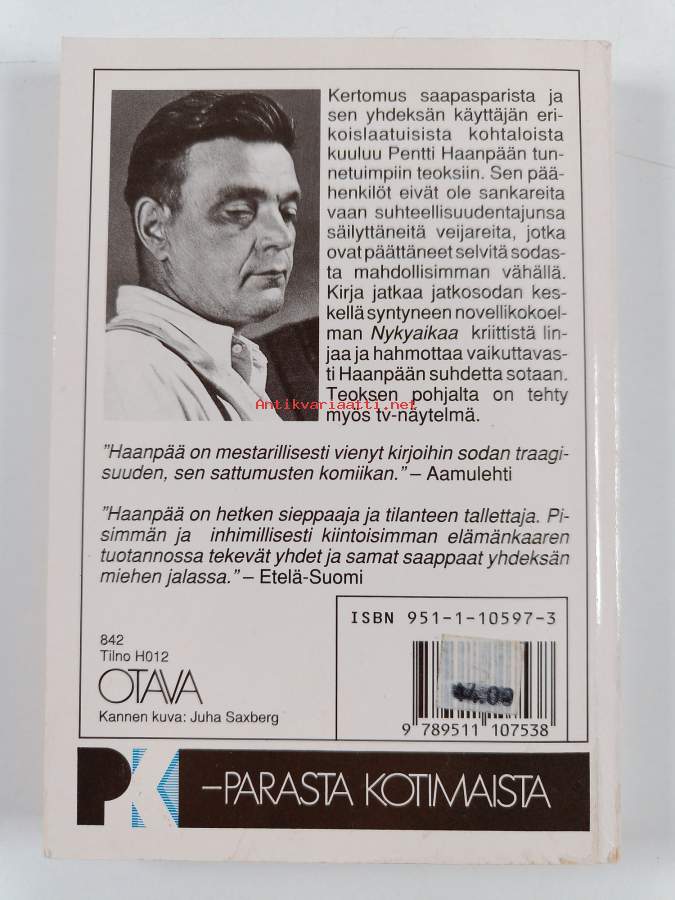 Kertomus saapasparista ja
sen yhdeksän käyttäjän eri-
koislaatuisista kohtaloista
kuuluu Pentti Haanpään tun-
netuimpiin teoksiin. Sen pää-
henkilöt eivät ole sankareita
vaan suhteellisuudentajunsa
säilyttäneitä veijareita, jotka
ovat päättäneet selvitä sodas-
ta mahdollisimman vähällä.
Kirja jatkaa jatkosodan kes-
kellä syntyneen novellikokoel-
man Nykyaikaa kriittistä lin-
jaa ja hahmottaa vaikuttavas-
ti Haanpään suhdetta sotaan.
Teoksen pohjalta on tehty
myös tv-näytelmä.
Antikvariaatti.net
"Haanpää on mestarillisesti vienyt kirjoihin sodan traagi-
suuden, sen sattumusten komiikan." – Aamulehti
"Haanpää on hetken sieppaaja ja tilanteen tallettaja. Pi-
simmän ja inhimillisesti kiintoisimman elämänkaaren
tuotannossa tekevät yhdet ja samat saappaat yhdeksän
miehen jalassa." – Etelä-Suomi
842
Tilno H012
OTAVA
Kannen kuva: Juha Saxberg
ISBN 951-1-10597-3
9 789511 107538
PK
–PARASTA KOTIMAISTA